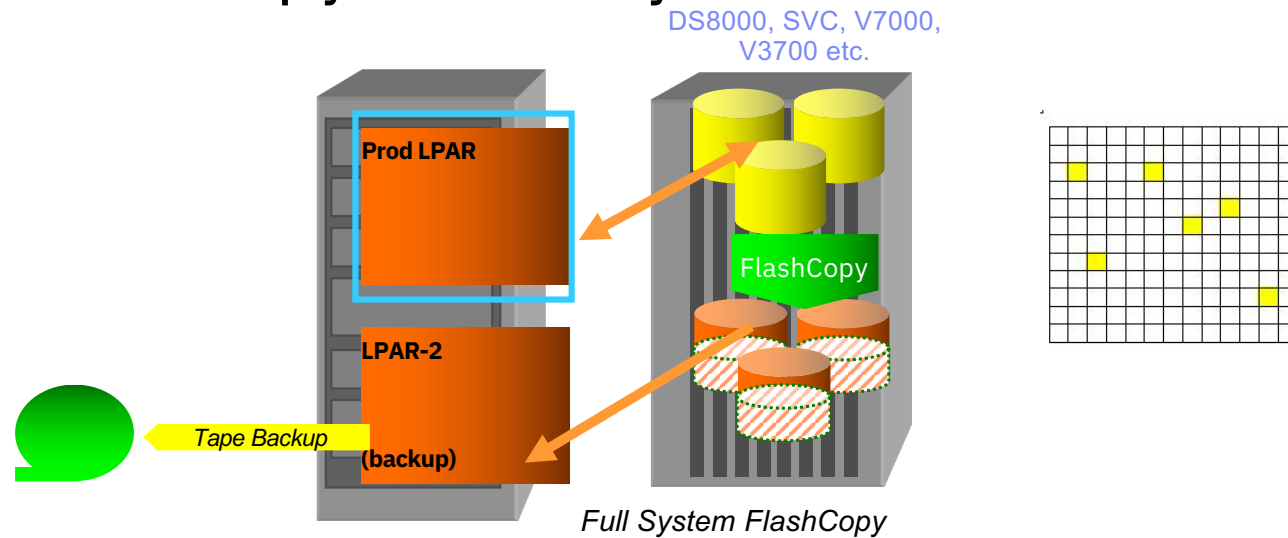 DS8000, SVC, V7000,
V3700 etc.
Prod LPAR
FlashCopy
LPAR-2
Tape Backup
(backup)
Full System FlashCopy